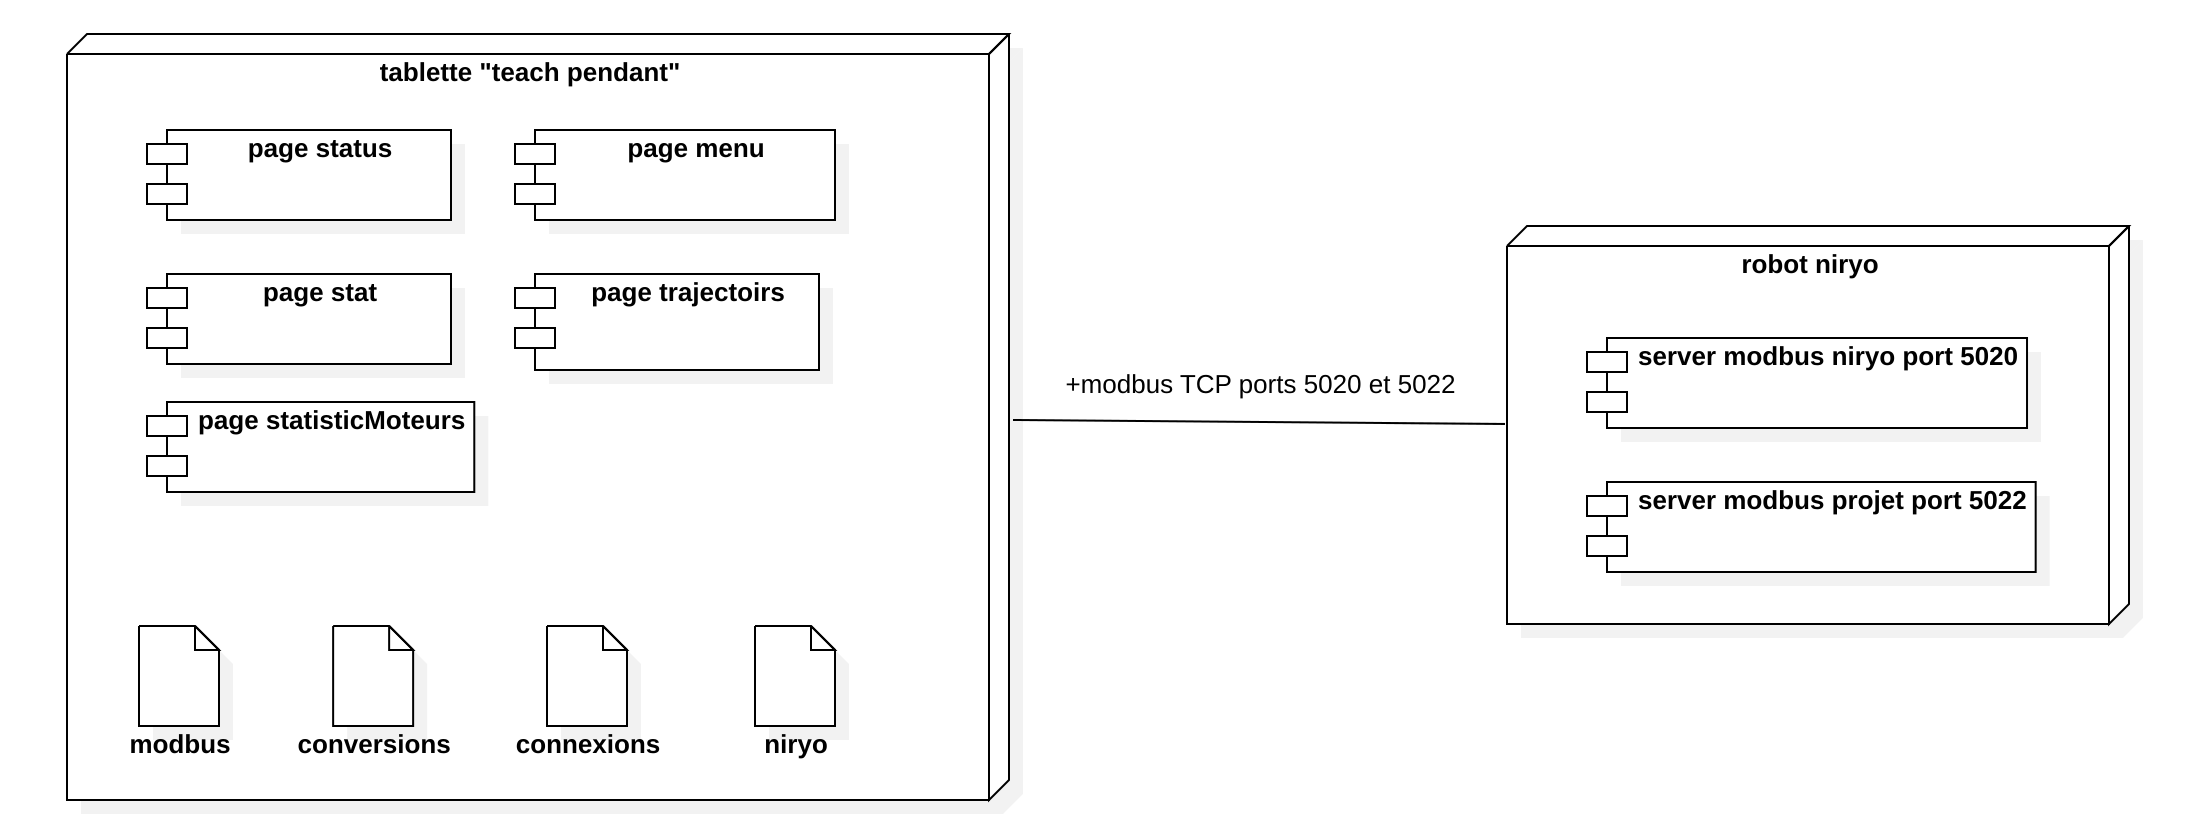 tablette "teach pendant"
page status
page menu
page stat
page trajectoirs
page statisticMoteurs
modbus
conversions
connexions
niryo
+modbus TCP ports 5020 et 5022
robot niryo
server modbus niryo port 5020
server modbus projet port 5022